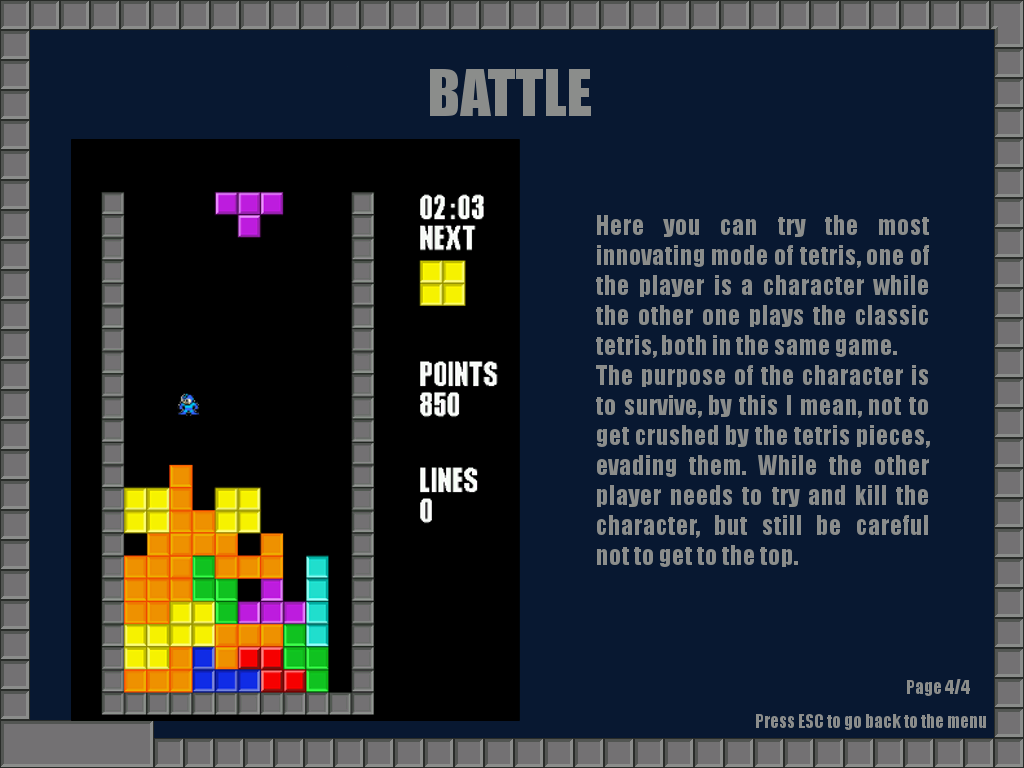 BATTLE
02:03
NEXT
POINTS
850
LINES
0
Here you can try the most
innovating mode of tetris, one of
the player is a character while
the other one plays the classic
tetris, both in the same game.
The purpose of the character is
to survive, by this I mean, not to
get crushed by the tetris pieces,
evading them. While the other
player needs to try and kill the
character, but still be careful
not to get to the top.
Page 4/4
Press ESC to go back to the menu